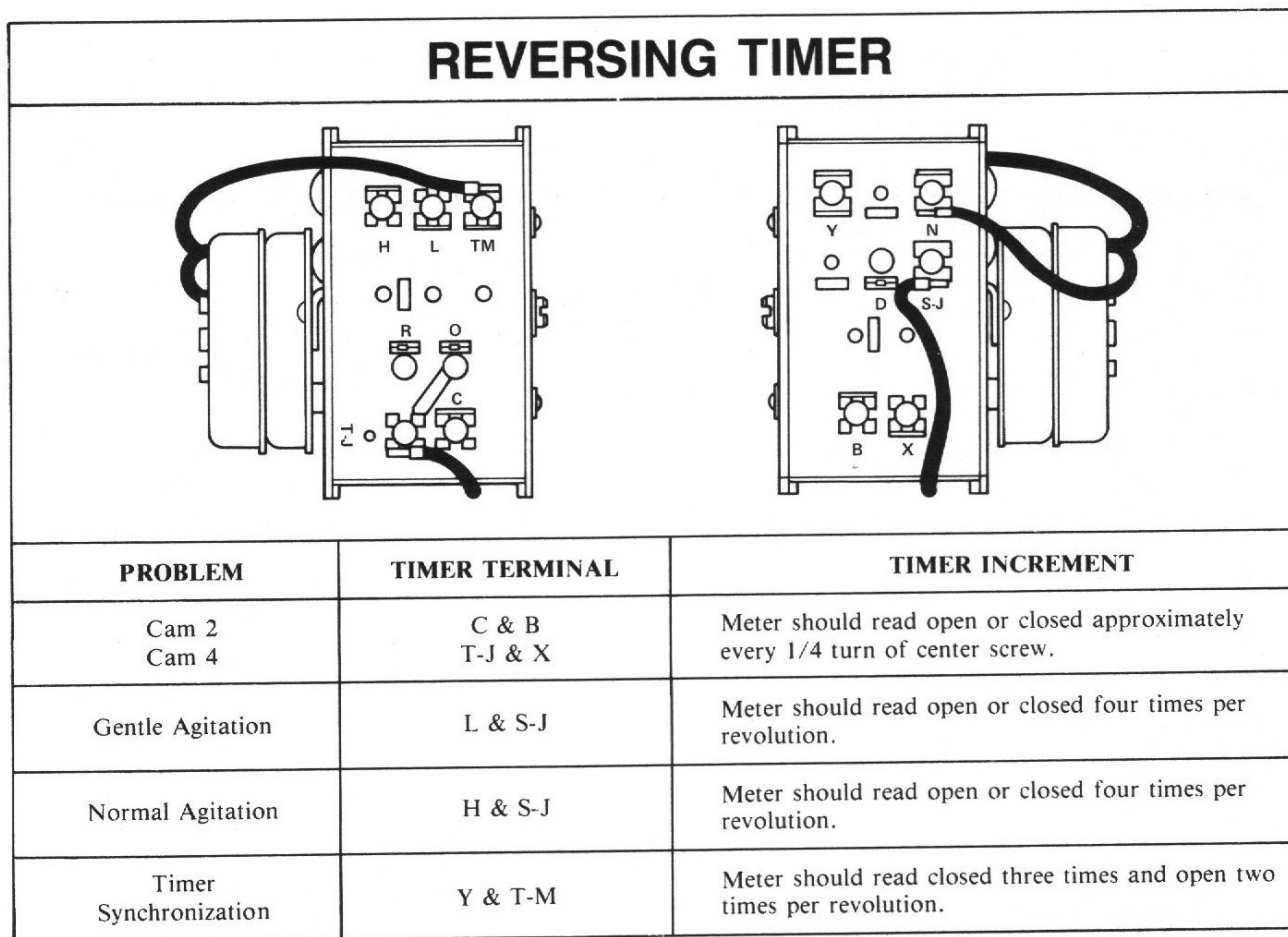 REVERSING TIMER
H L TM
R O
C
T-J
Y N
D S-J
B X
PROBLEM TIMER TERMINAL TIMER INCREMENT
Cam 2 C & B Meter should read open or closed approximately
Cam 4 T-J & X every 1/4 turn of center screw.
Gentle Agitation L & S-J Meter should read open or closed four times per
revolution.
Normal Agitation H & S-J Meter should read open or closed four times per
revolution.
Timer
Synchronization Y & T-M Meter should read closed three times and open two
times per revolution.